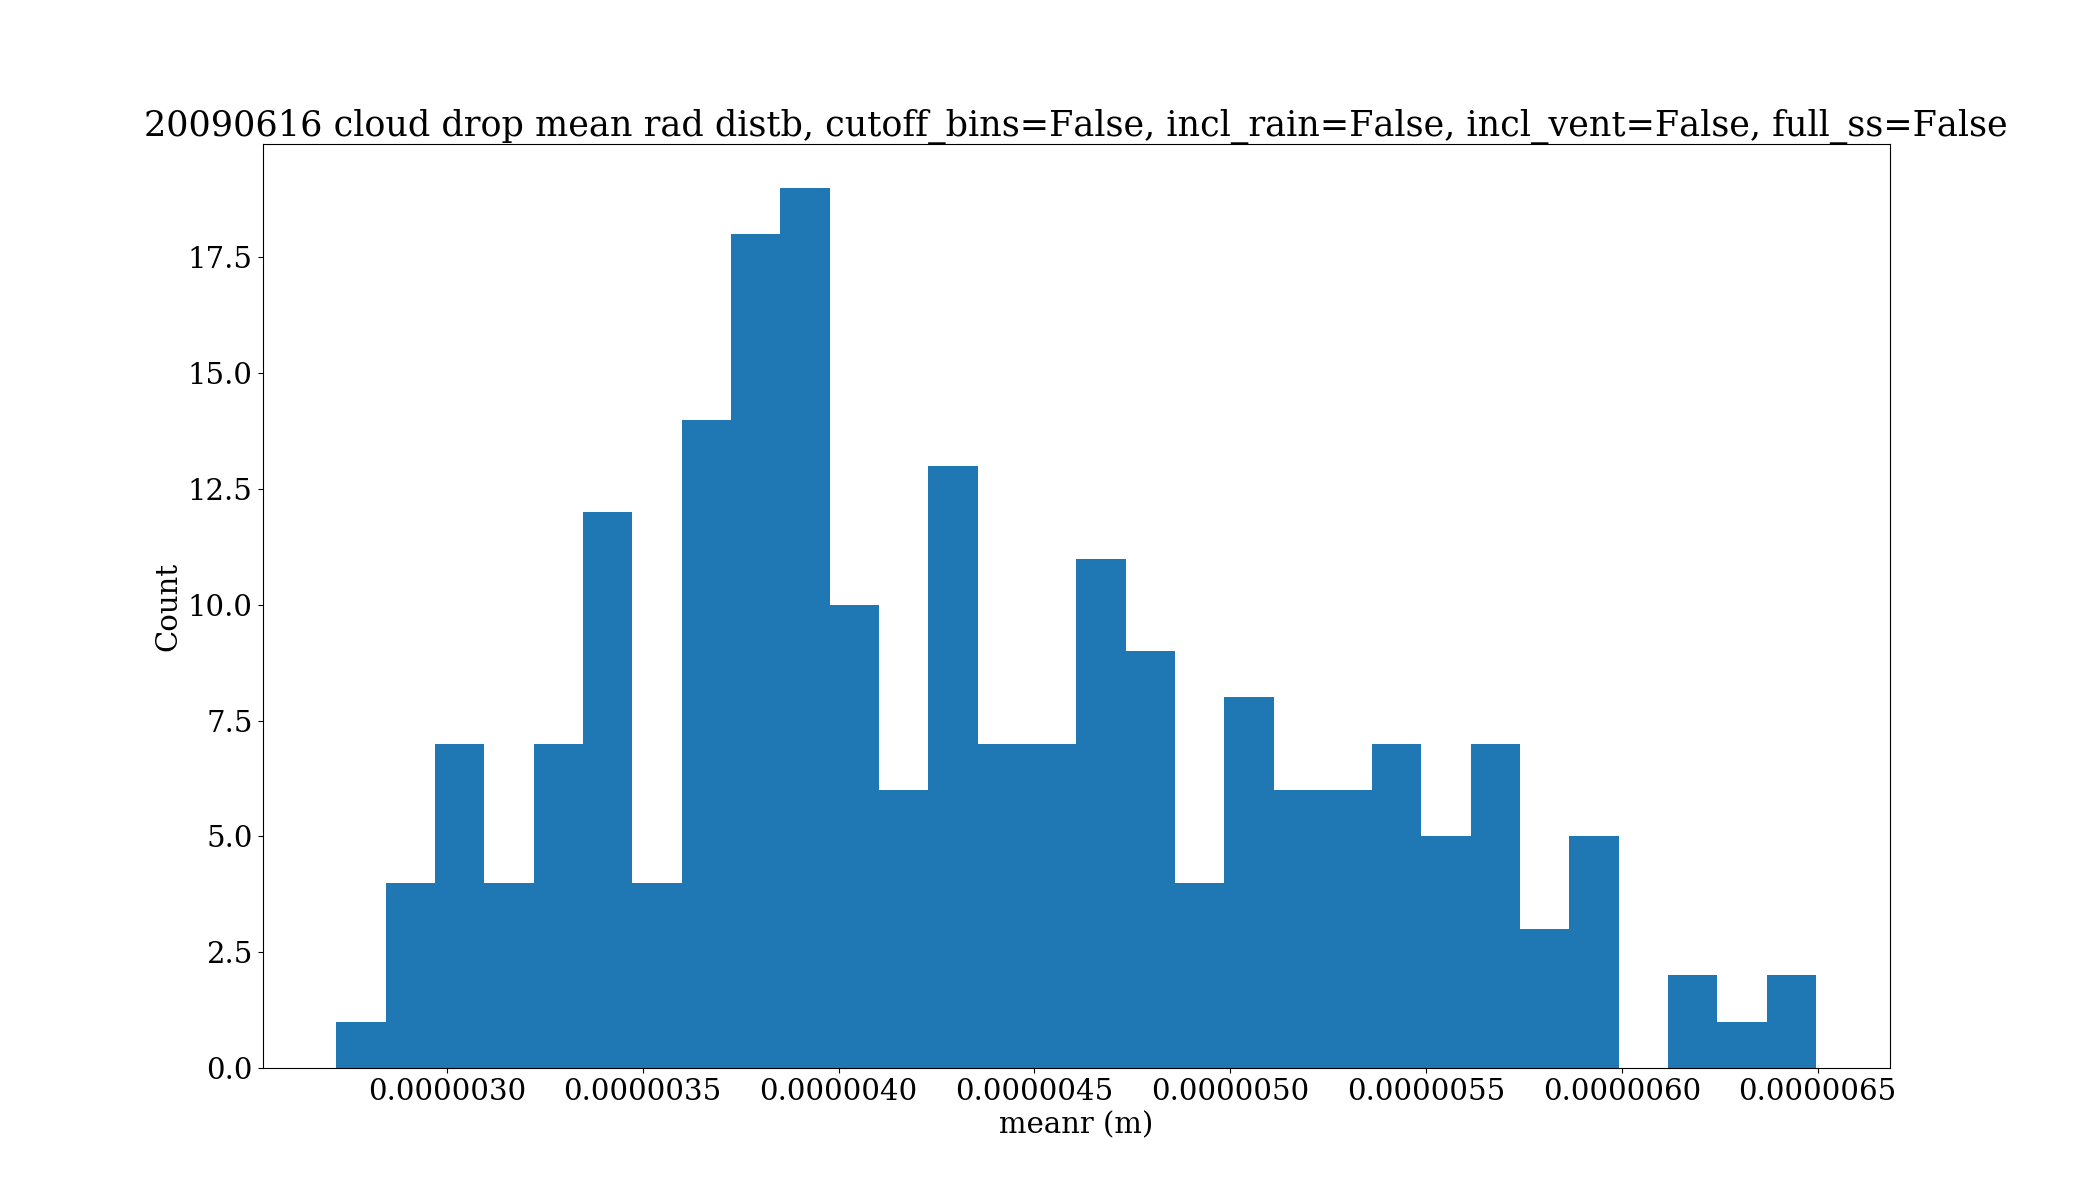 20090616 cloud drop mean rad distb, cutoff_bins=False, incl_rain=False, incl_vent=False, full_ss=False
17.5
15.0
12.5
10.0
7.5
5.0
2.5
0.0
Count
0.0000030 0.0000035 0.0000040 0.0000045 0.0000050 0.0000055 0.0000060 0.0000065
meanr (m)